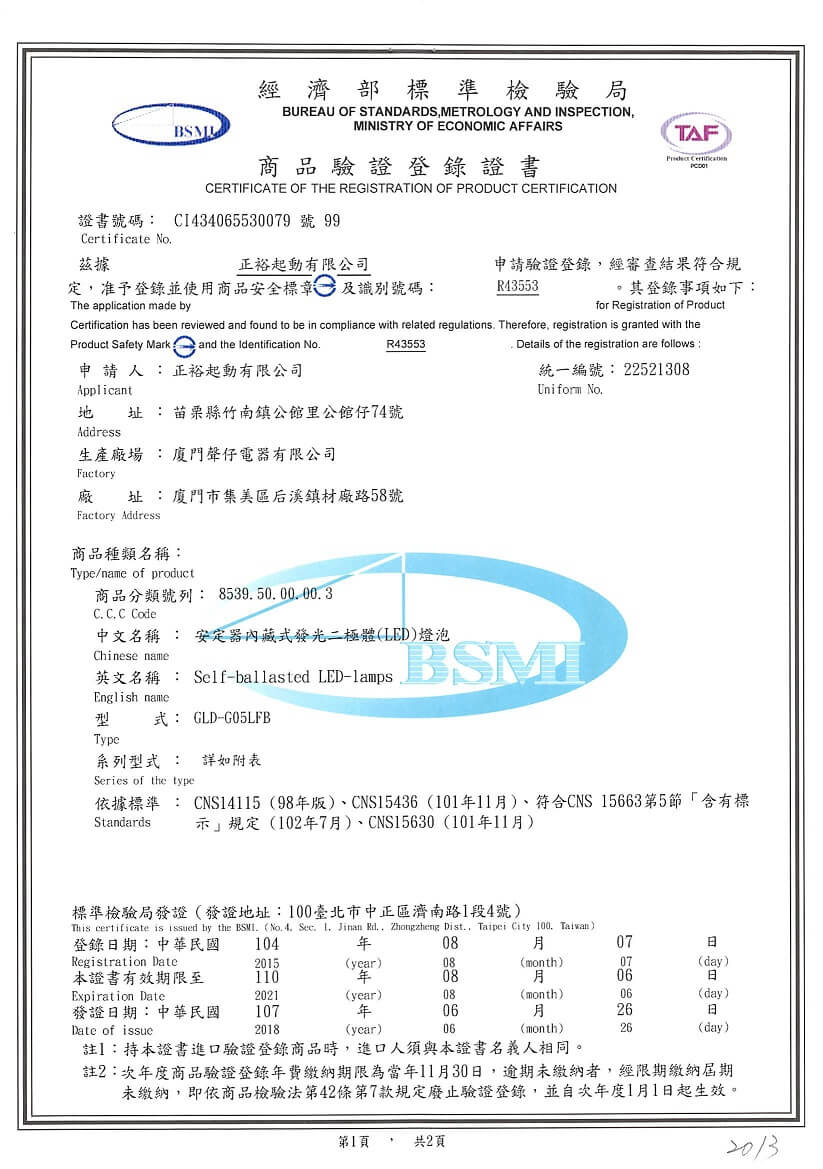 經濟部標準檢驗局
BUREAU OF STANDARDS,METROLOGY AND INSPECTION,
MINISTRY OF ECONOMIC AFFAIRS
BSMI
TAF
Product Certification
PC001
商品驗證登錄證書
CERTIFICATE OF THE REGISTRATION OF PRODUCT CERTIFICATION
證書號碼： CI434065530079 號 99
Certificate No.
茲據 正裕起動有限公司 申請驗證登錄，經審查結果符合規
定，准予登錄並使用商品安全標章 及識別號碼： R43553 。其登錄事項如下：
The application made by for Registration of Product
Certification has been reviewed and found to be in compliance with related regulations. Therefore, registration is granted with the
Product Safety Mark and the Identification No. R43553 . Details of the registration are follows :
申請人：正裕起動有限公司 統一編號：22521308
Applicant Uniform No.
地址：苗栗縣竹南鎮公館里公館仔74號
Address
生產廠場：廈門聲仔電器有限公司
Factory
廠址：廈門市集美區后溪鎮材廠路58號
Factory Address
商品種類名稱：
Type/name of product
商品分類號列： 8539.50.00.00.3
C.C.C Code
中文名稱 ： 安定器內藏式發光二極體(LED)燈泡
Chinese name
英文名稱 ： Self-ballasted LED-lamps
BSMI
English name
型式： GLD-G05LFB
Type
系列型式 ： 詳如附表
Series of the type
依據標準 ： CNS14115 (98年版)、CNS15436 (101年11月)、符合CNS 15663第5節「含有標
Standards 示」規定 (102年7月)、CNS15630 (101年11月)
標準檢驗局發證（發證地址：100臺北市中正區濟南路1段4號）
This certificate is issued by the BSMI. (No.4, Sec. 1, Jinan Rd., Zhongzheng Dist., Taipei City 100, Taiwan)
登錄日期：中華民國 104 年 08 月 07 日
Registration Date 2015 (year) 08 (month) 07 (day)
本證書有效期限至 110 年 08 月 06 日
Expiration Date 2021 (year) 08 (month) 06 (day)
發證日期：中華民國 107 年 06 月 26 日
Date of issue 2018 (year) 06 (month) 26 (day)
註1：持本證書進口驗證登錄商品時，進口人須與本證書名義人相同。
註2：次年度商品驗證登錄年費繳納期限為當年11月30日，逾期未繳納者，經限期繳納屆期
未繳納，即依商品檢驗法第42條第7款規定廢止驗證登錄，並自次年度1月1日起生效。
第1頁 ， 共2頁
2013